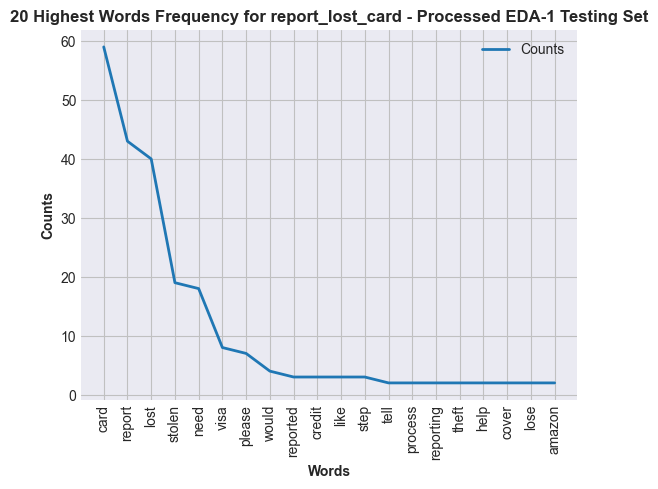 20 Highest Words Frequency for report_lost_card - Processed EDA-1 Testing Set
Counts
60
50
40
30
20
10
0
Counts
card
report
lost
stolen
need
visa
please
would
reported
credit
like
step
tell
process
reporting
theft
help
cover
lose
amazon
Words